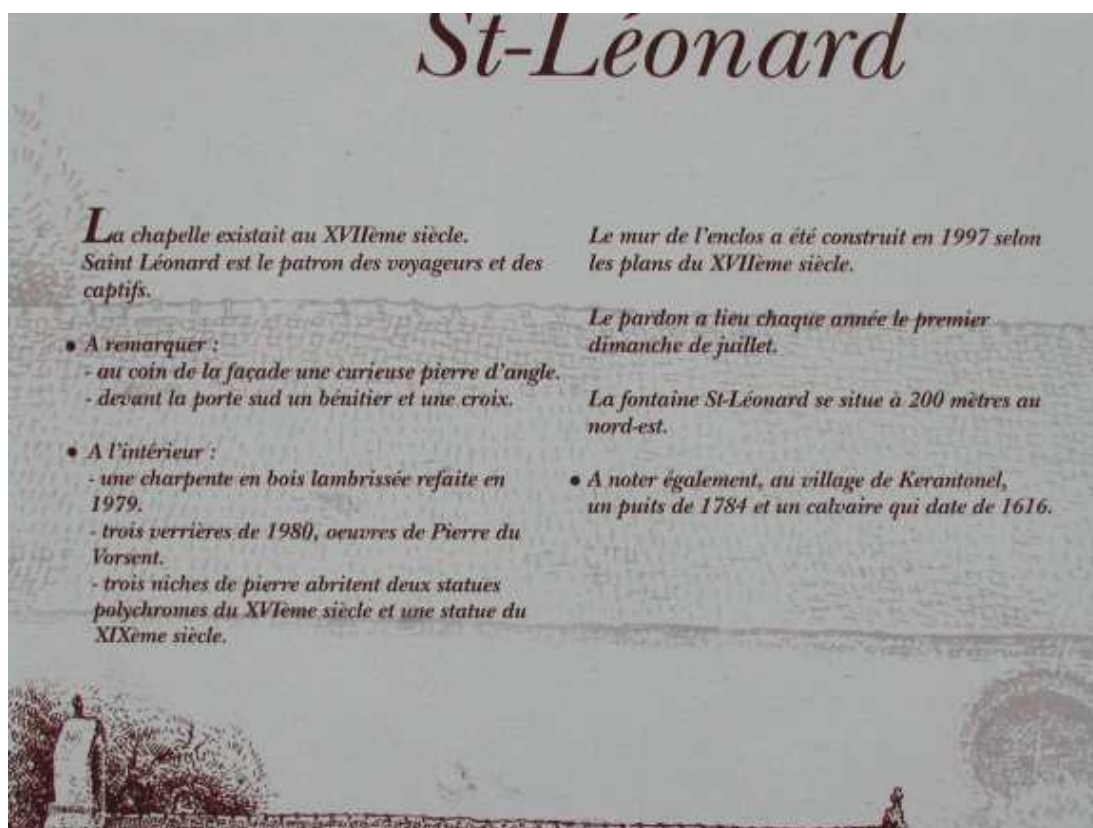 St-Léonard
La chapelle existait au XVIIème siècle.
Saint Léonard est le patron des voyageurs et des
captifs.
• A remarquer :
- au coin de la façade une curieuse pierre d'angle.
- devant la porte sud un bénitier et une croix.
• A l'intérieur :
- une charpente en bois lambrissée refaite en
1979.
- trois verrières de 1980, oeuvres de Pierre du
Vorsent.
- trois niches de pierre abritent deux statues
polychromes du XVIème siècle et une statue du
XIXème siècle.
Le mur de l'enclos a été construit en 1997 selon
les plans du XVIIème siècle.
Le pardon a lieu chaque année le premier
dimanche de juillet.
La fontaine St-Léonard se situe à 200 mètres au
nord-est.
• A noter également, au village de Kerantonel,
un puits de 1784 et un calvaire qui date de 1616.